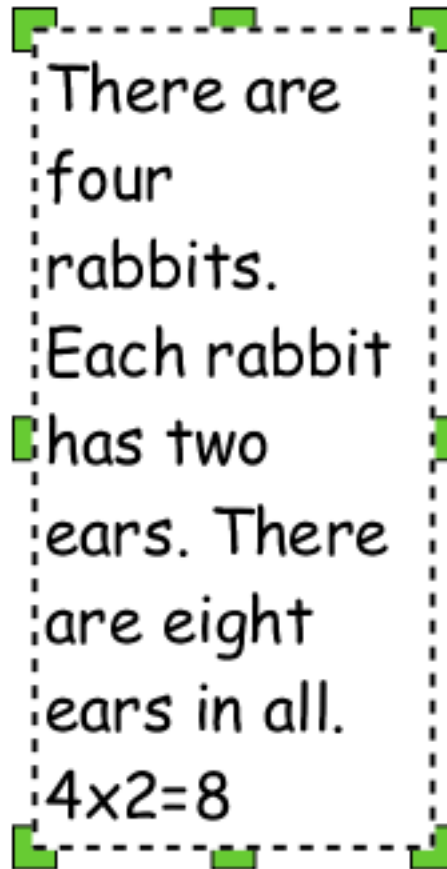 There are
four
rabbits.
Each rabbit
has two
ears. There
are eight
ears in all.
4x2=8